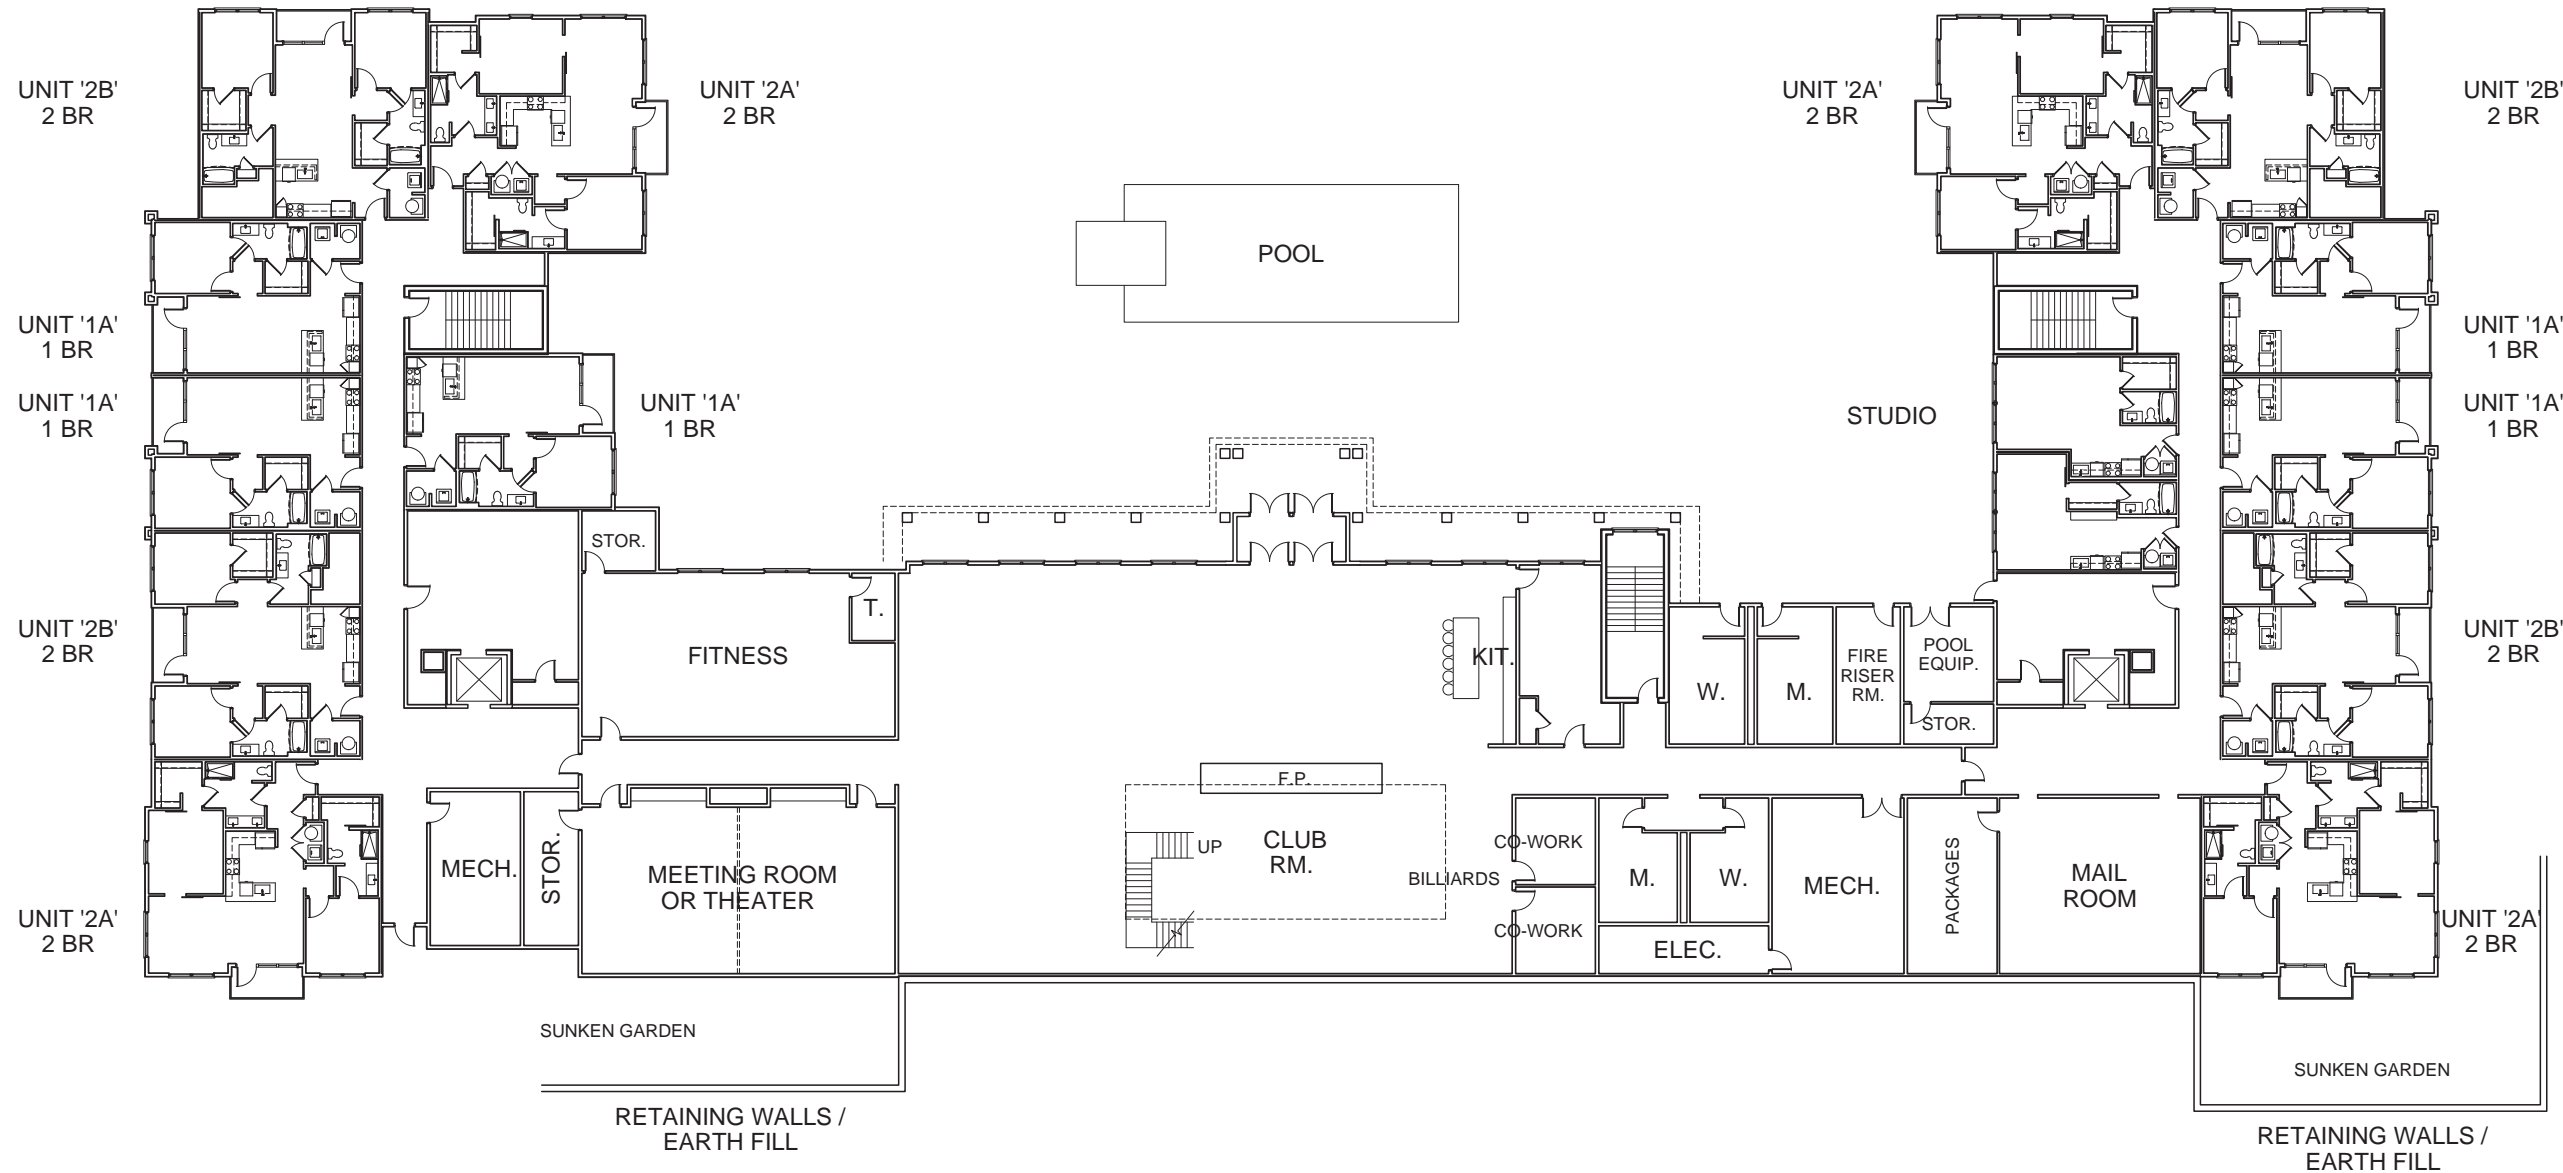 UNIT '2B'
2 BR
UNIT '2A'
2 BR
UNIT '2A'
2 BR
UNIT '2B'
2 BR
POOL
UNIT '1A'
1 BR
UNIT '1A'
1 BR
UNIT '1A'
1 BR
UNIT '1A'
1 BR
STUDIO
UNIT '1A'
1 BR
STOR.
T.
FITNESS
KIT.
W.
M.
FIRE
RISER
RM.
POOL
EQUIP.
STOR.
UNIT '2B'
2 BR
UNIT '2B'
2 BR
F.P.
UP
CLUB
RM.
MECH.
STOR.
MEETING ROOM
OR THEATER
BILLIARDS
CO-WORK
CO-WORK
M.
W.
ELEC.
MECH.
PACKAGES
MAIL
ROOM
UNIT '2A'
2 BR
UNIT '2A'
2 BR
SUNKEN GARDEN
SUNKEN GARDEN
RETAINING WALLS /
EARTH FILL
RETAINING WALLS /
EARTH FILL